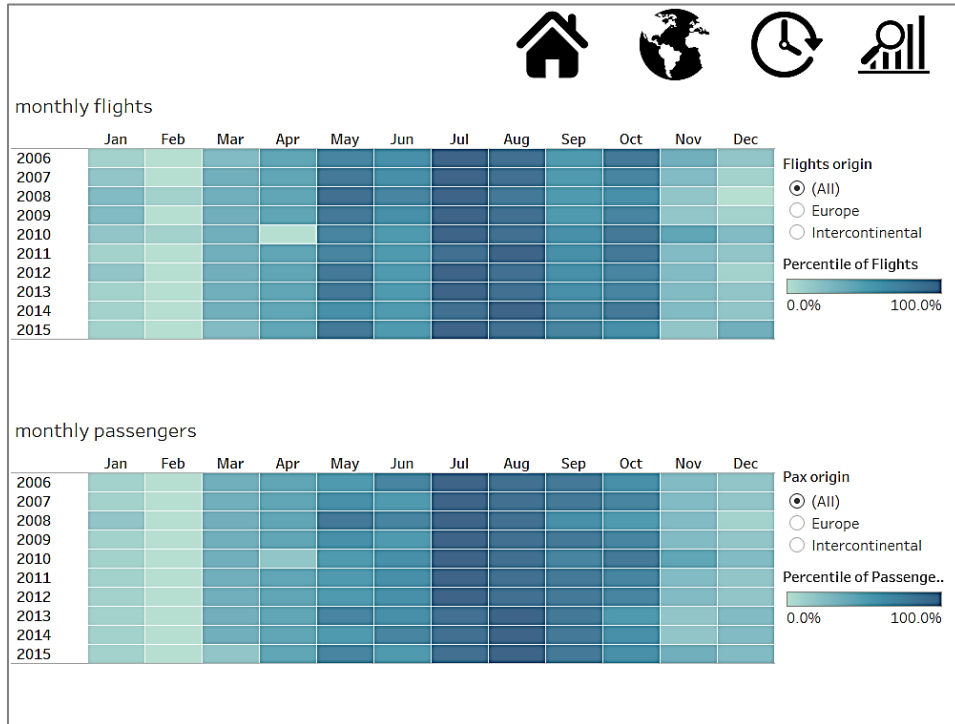 monthly flights
Jan Feb Mar Apr May Jun Jul Aug Sep Oct Nov Dec
2006
2007
2008
2009
2010
2011
2012
2013
2014
2015
Flights origin
(All)
Europe
Intercontinental
Percentile of Flights
0.0% 100.0%
monthly passengers
Jan Feb Mar Apr May Jun Jul Aug Sep Oct Nov Dec
2006
2007
2008
2009
2010
2011
2012
2013
2014
2015
Pax origin
(All)
Europe
Intercontinental
Percentile of Passenge..
0.0% 100.0%